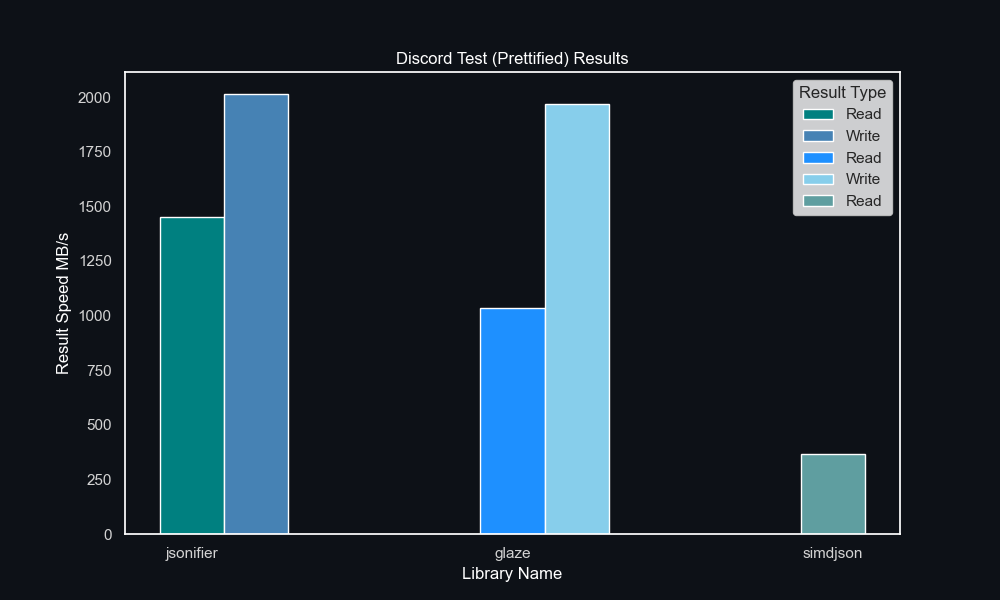 Discord Test (Prettified) Results
Result Type
Read
Write
Read
Write
Read
Result Speed MB/s
2000
1750
1500
1250
1000
750
500
250
0
jsonifier
glaze
simdjson
Library Name